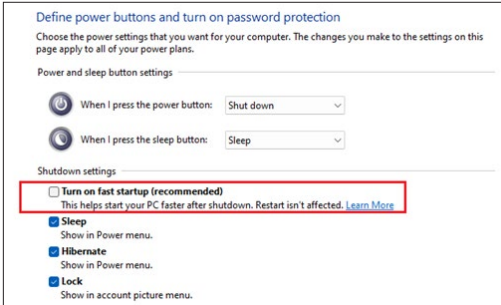 Define power buttons and turn on password protection
Choose the power settings that you want for your computer. The changes you make to the settings on this
page apply to all of your power plans.
Power and sleep button settings
When I press the power button: Shut down
When I press the sleep button: Sleep
Shutdown settings
Turn on fast startup (recommended)
This helps start your PC faster after shutdown. Restart isn't affected. Learn More
Sleep
Show in Power menu.
Hibernate
Show in Power menu.
Lock
Show in account picture menu.